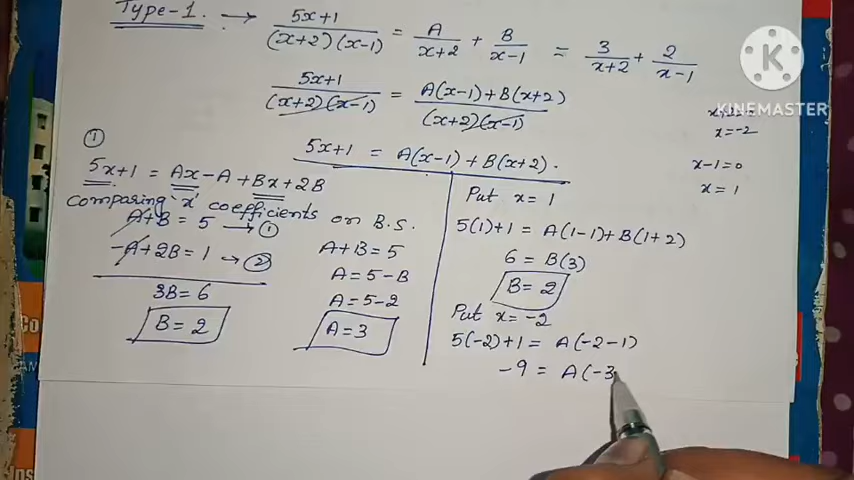 Type-1. → 5x+1/(x+2)(x-1) = A/x+2 + B/x-1 = 3/x+2 + 2/x-1
5x+1/(x+2)(x-1) = A(x-1)+B(x+2)/(x+2)(x-1)
5x+1 = A(x-1)+B(x+2).
x=-2
x-1=0
x=1
①
5x+1 = Ax-A+Bx+2B
comparing 'x' coefficients on B.S.
A+B=5 → ①
-A+2B=1 → ②
3B=6
B=2
A+B=5
A=5-B
A=5-2
A=3
Put x=1
5(1)+1 = A(1-1)+B(1+2)
6 = B(3)
B=2
Put x=-2
5(-2)+1 = A(-2-1)
-9 = A(-3
KINEMASTER
Co
Ins